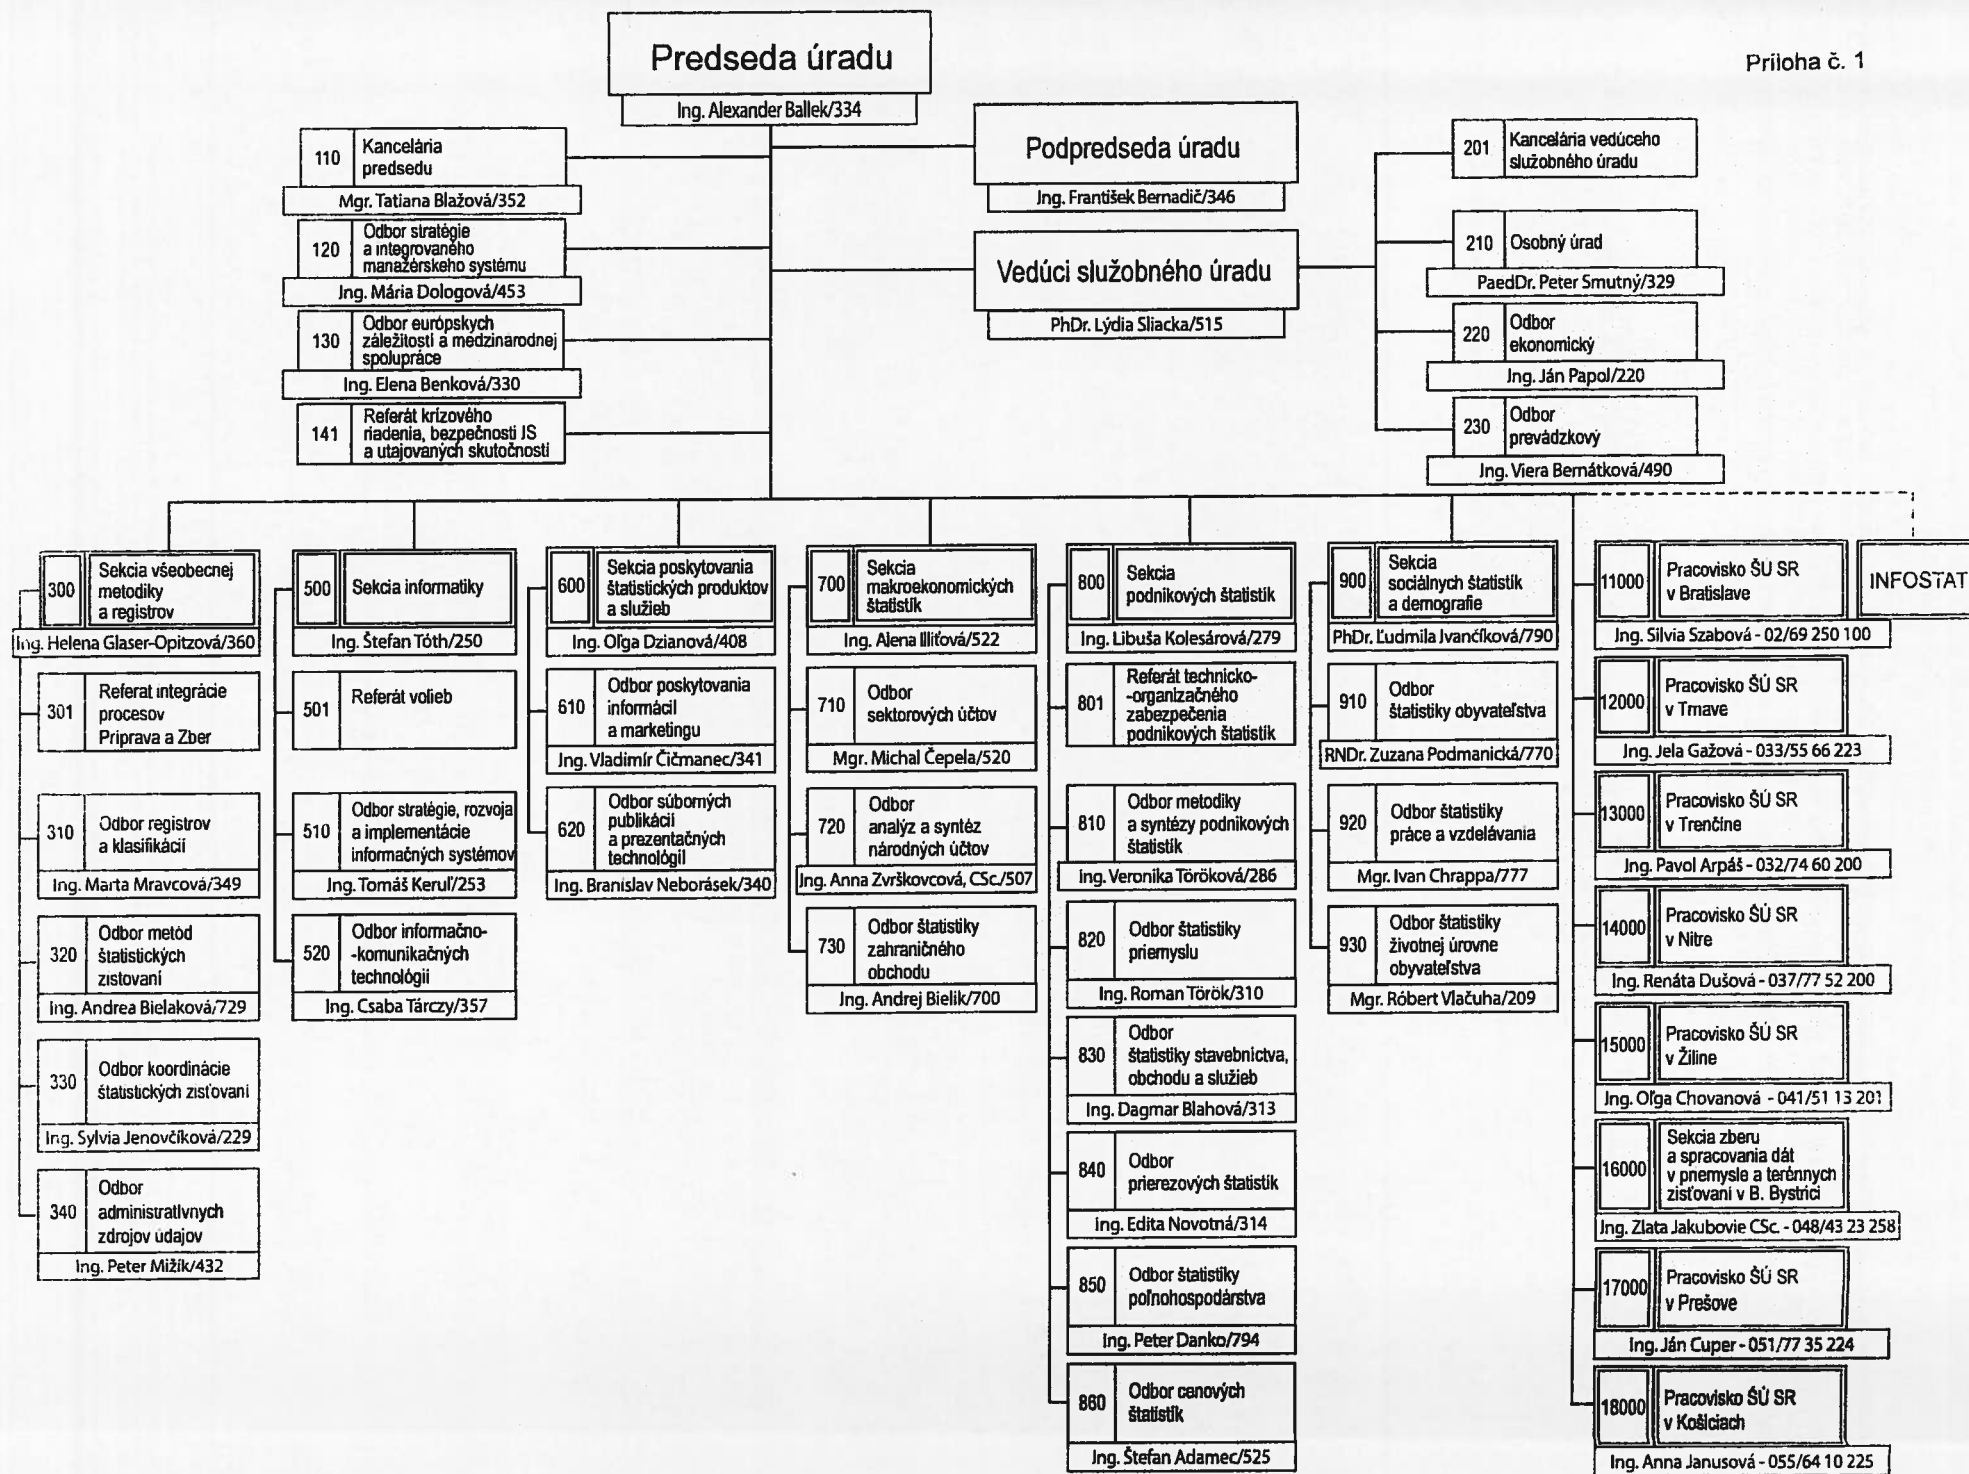 Predseda úradu
Ing. Alexander Ballek/334
Príloha č. 1
110
Kancelária
predsedu
Mgr. Tatiana Blažová/352
120
Odbor stratégie
a integrovaného
manažérskeho systému
Ing. Mária Dologová/453
130
Odbor európskych
záležitostí a medzinárodnej
spolupráce
Ing. Elena Benková/330
141
Referát krízového
riadenia, bezpečnosti IS
a utajovaných skutočností
Podpredseda úradu
Ing. František Bernadič/346
Vedúci služobného úradu
PhDr. Lýdia Sliacka/515
201
Kancelária vedúceho
služobného úradu
210
Osobný úrad
PaedDr. Peter Smutný/329
220
Odbor
ekonomický
Ing. Ján Papol/220
230
Odbor
prevádzkový
Ing. Viera Bernátková/490
300
Sekcia všeobecnej
metodiky
a registrov
Ing. Helena Glaser-Opitzová/360
301
Referat integrácie
procesov
Priprava a Zber
310
Odbor registrov
a klasifikácií
Ing. Marta Mravcová/349
320
Odbor metód
štatistických
zistovaní
Ing. Andrea Bielaková/729
330
Odbor koordinácie
štatistických zisťovaní
Ing. Sylvia Jenovčíková/229
340
Odbor
administratívnych
zdrojov údajov
Ing. Peter Mižík/432
500
Sekcia informatiky
Ing. Štefan Tóth/250
501
Referát volieb
510
Odbor stratégie, rozvoja
a implementácie
informačných systémov
Ing. Tomáš Keruľ/253
520
Odbor informačno-
-komunikačných
technológií
Ing. Csaba Tárczy/357
600
Sekcia poskytovania
štatistických produktov
a služieb
Ing. Oľga Dzianová/408
610
Odbor poskytovania
informácií
a marketingu
Ing. Vladimír Čičmanec/341
620
Odbor súborných
publikácií
a prezentačných
technológií
Ing. Branislav Neborásek/340
700
Sekcia
makroekonomických
štatistík
Ing. Alena Illiťová/522
710
Odbor
sektorových účtov
Mgr. Michal Čepela/520
720
Odbor
analýz a syntéz
národných účtov
Ing. Anna Zvrškovcová, CSc./507
730
Odbor štatistiky
zahraničného
obchodu
Ing. Andrej Bielik/700
800
Sekcia
podnikových štatistík
Ing. Libuša Kolesárová/279
801
Referát technicko-
-organizačného
zabezpečenia
podnikových štatistík
810
Odbor metodiky
a syntézy podnikových
štatistík
Ing. Veronika Töröková/286
820
Odbor štatistiky
priemyslu
Ing. Roman Török/310
830
Odbor
štatistiky stavebníctva,
obchodu a služieb
Ing. Dagmar Blahová/313
840
Odbor
prierezových štatistík
Ing. Edita Novotná/314
850
Odbor štatistiky
poľnohospodárstva
Ing. Peter Danko/794
860
Odbor cenových
štatistík
Ing. Štefan Adamec/525
900
Sekcia
sociálnych štatistík
a demografie
PhDr. Ľudmila Ivančíková/790
910
Odbor
štatistiky obyvateľstva
RNDr. Zuzana Podmanická/770
920
Odbor štatistiky
práce a vzdelávania
Mgr. Ivan Chrappa/777
930
Odbor štatistiky
životnej úrovne
obyvateľstva
Mgr. Róbert Vlačuha/209
11000
Pracovisko ŠÚ SR
v Bratislave
Ing. Silvia Szabová - 02/69 250 100
12000
Pracovisko ŠÚ SR
v Trnave
Ing. Jela Gažová - 033/55 66 223
13000
Pracovisko ŠÚ SR
v Trenčíne
Ing. Pavol Arpáš - 032/74 60 200
14000
Pracovisko ŠÚ SR
v Nitre
Ing. Renáta Dušová - 037/77 52 200
15000
Pracovisko ŠÚ SR
v Žiline
Ing. Oľga Chovanová - 041/51 13 201
16000
Sekcia zberu
a spracovania dát
v priemysle a terénnych
zisťovaní v B. Bystrici
Ing. Zlata Jakubovie CSc. - 048/43 23 258
17000
Pracovisko ŠÚ SR
v Prešove
Ing. Ján Cuper - 051/77 35 224
18000
Pracovisko ŠÚ SR
v Košiciach
Ing. Anna Janusová - 055/64 10 225
INFOSTAT